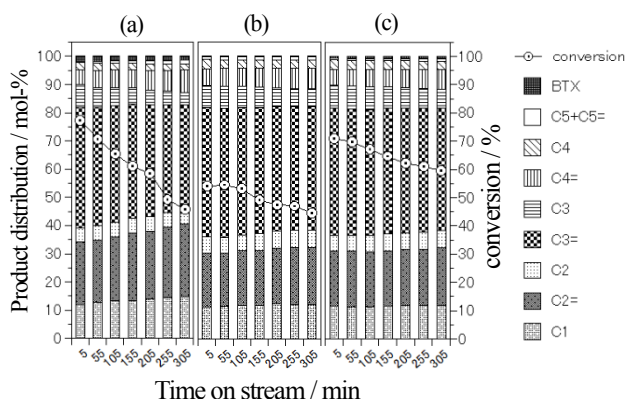 (a) (b) (c)
Product distribution / mol-%
100 90 80 70 60 50 40 30 20 10 0
100 90 80 70 60 50 40 30 20 10 0
conversion / %
5 55 105 155 205 255 305
5 55 105 155 205 255 305
5 55 105 155 205 255 305
Time on stream / min
conversion
BTX
C5+C5=
C4
C4=
C3
C3=
C2
C2=
C1